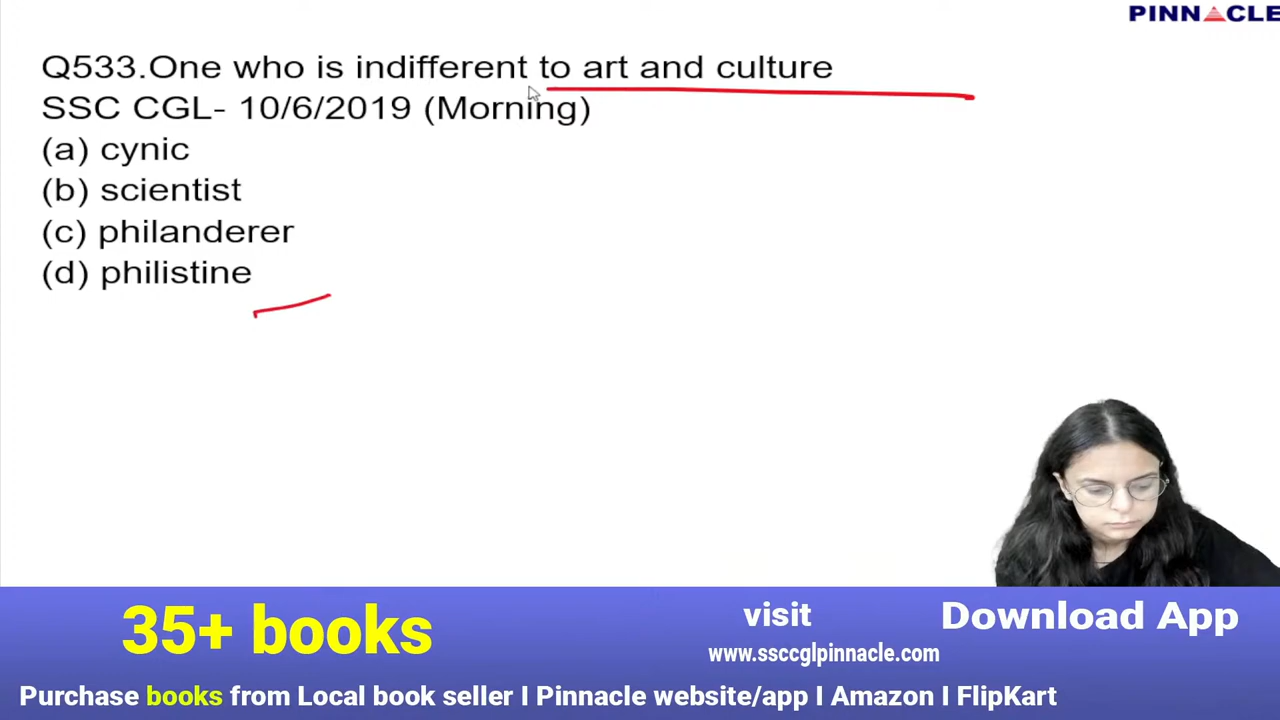 PINNACLE
Q533.One who is indifferent to art and culture
SSC CGL- 10/6/2019 (Morning)
(a) cynic
(b) scientist
(c) philanderer
(d) philistine
35+ books
visit
www.ssccglpinnacle.com
Download App
Purchase books from Local book seller I Pinnacle website/app I Amazon I FlipKart